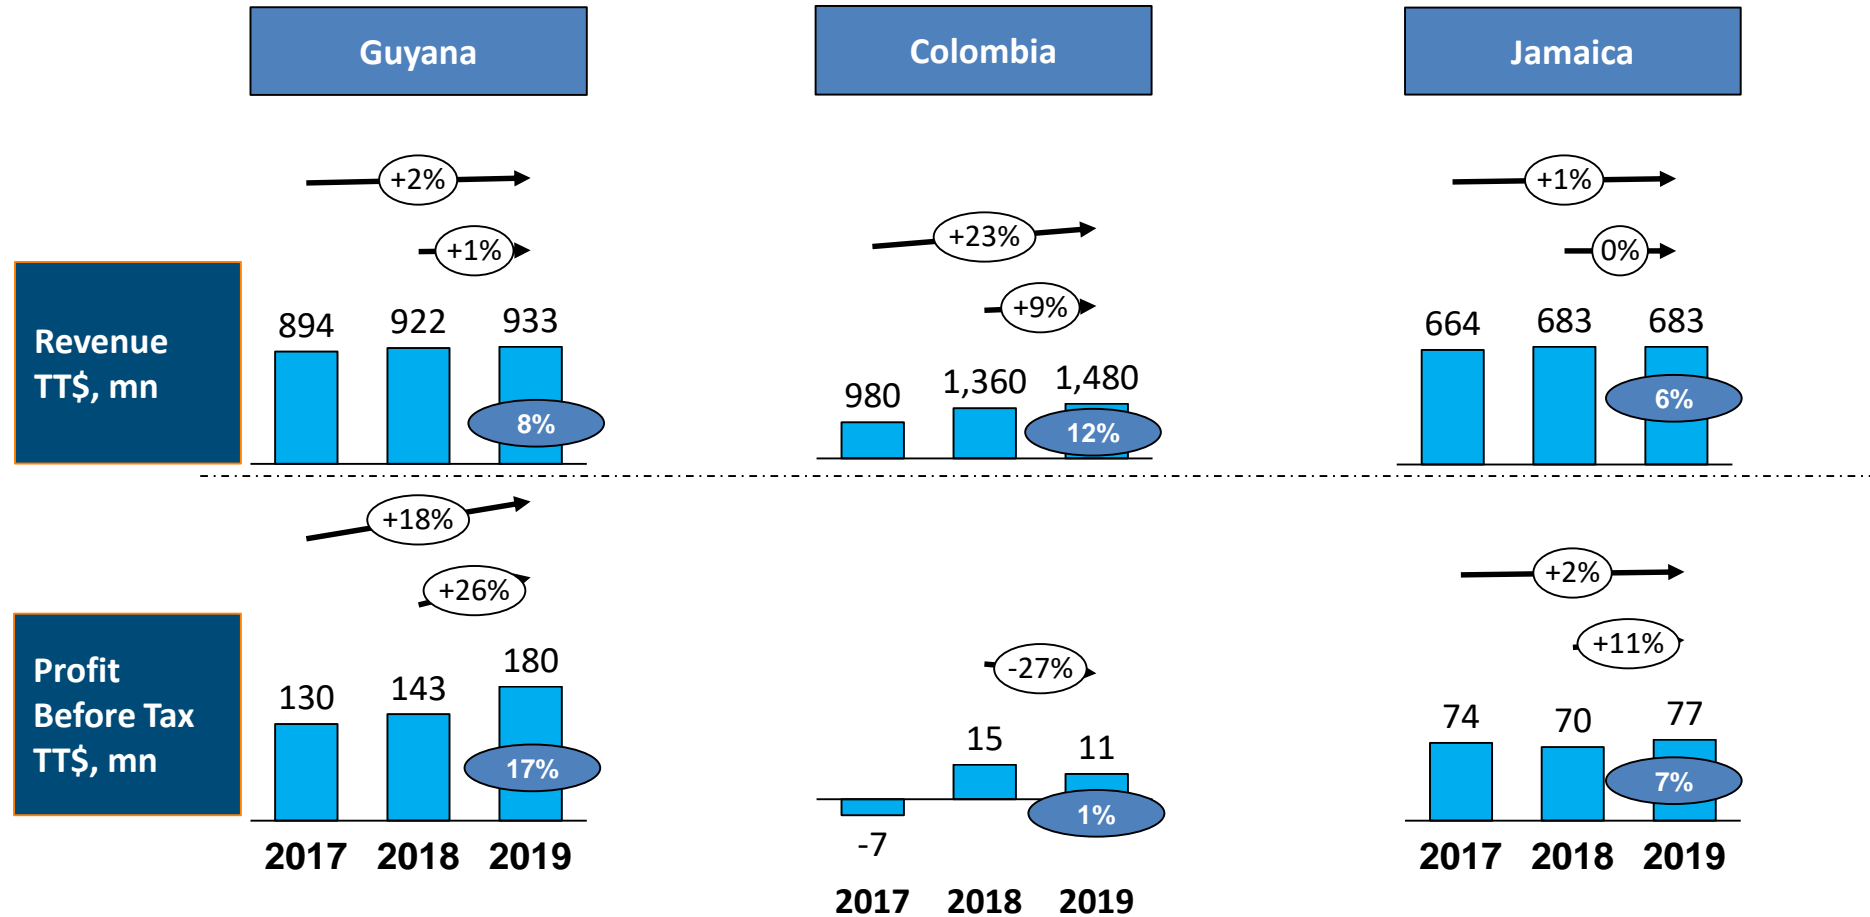 Guyana
Colombia
Jamaica
Revenue
TT$, mn
+2%
+1%
894 922 933
8%
+23%
+9%
980 1,360 1,480
12%
+1%
0%
664 683 683
6%
Profit
Before Tax
TT$, mn
+18%
+26%
130 143 180
17%
2017 2018 2019
-27%
15 11
1%
-7
2017 2018 2019
+2%
+11%
74 70 77
7%
2017 2018 2019